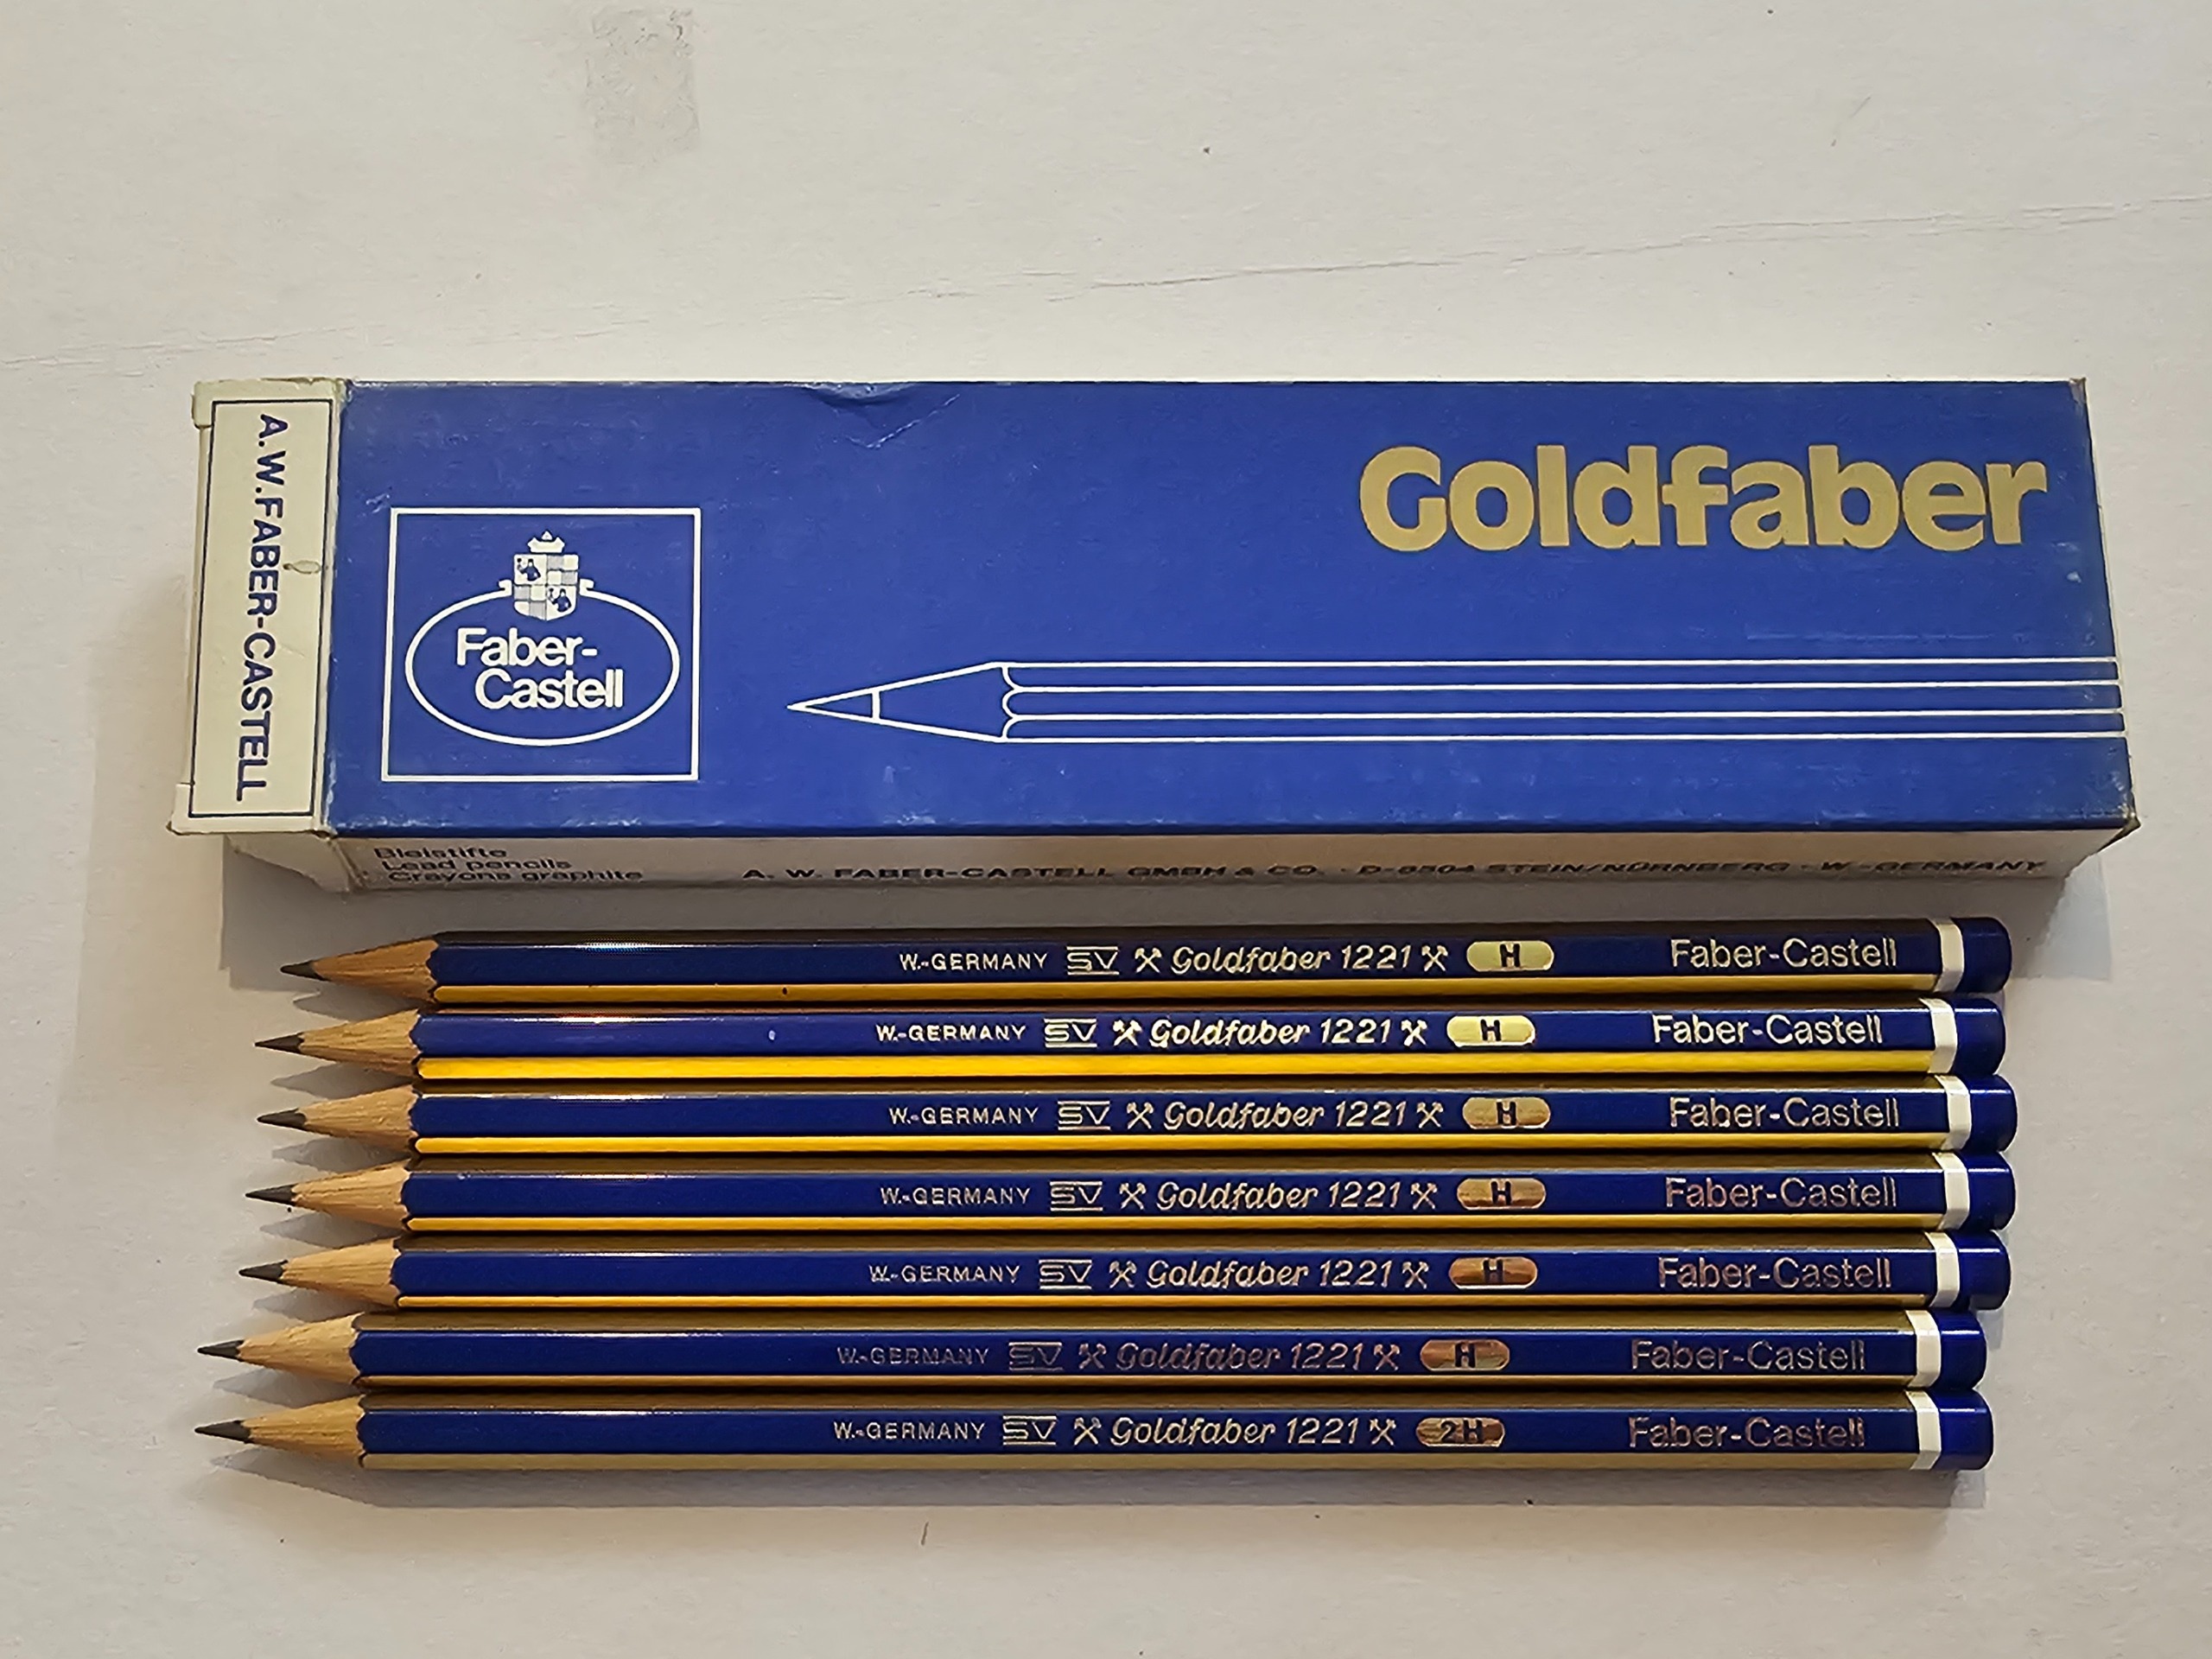 A.W.FABER-CASTELL
Goldfaber
Faber-
Castell
Bleistifte
Lead pencils
Crayons graphite
A. W. FABER-CASTELL GMBH & CO. · D-8504 STEIN/NÜRNBERG · W.-GERMANY
W.-GERMANY SV Goldfaber 1221 H Faber-Castell
W.-GERMANY SV Goldfaber 1221 H Faber-Castell
W.-GERMANY SV Goldfaber 1221 H Faber-Castell
W.-GERMANY SV Goldfaber 1221 H Faber-Castell
W.-GERMANY SV Goldfaber 1221 H Faber-Castell
W.-GERMANY SV Goldfaber 1221 H Faber-Castell
W.-GERMANY SV Goldfaber 1221 2H Faber-Castell